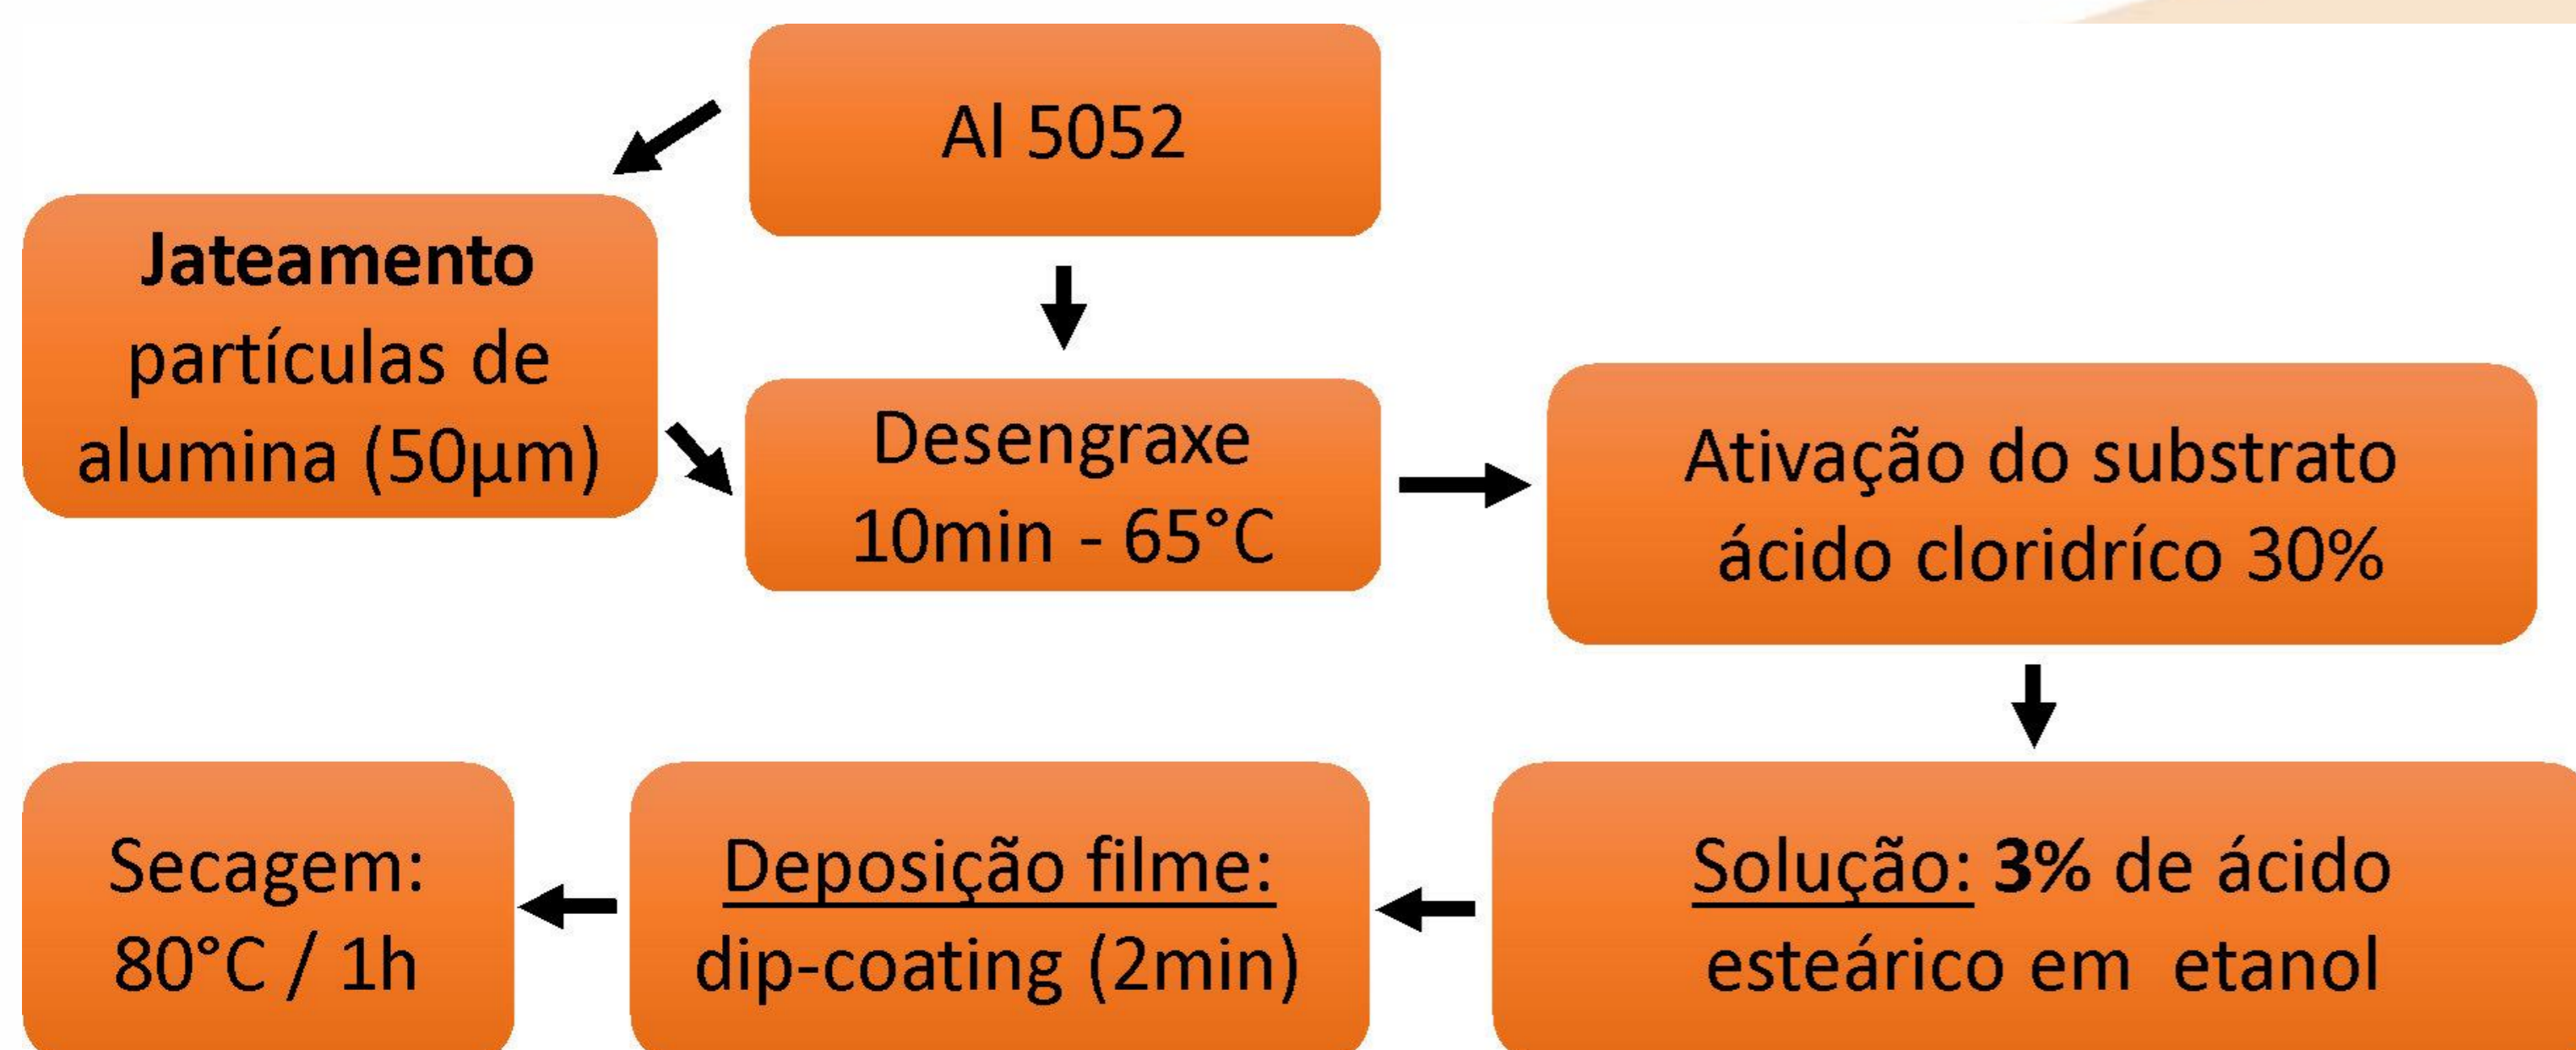 Al 5052
Jateamento
partículas de
alumina (50µm)
Desengraxe
10min - 65°C
Ativação do substrato
ácido cloridríco 30%
Solução: 3% de ácido
esteárico em etanol
Deposição filme:
dip-coating (2min)
Secagem:
80°C / 1h